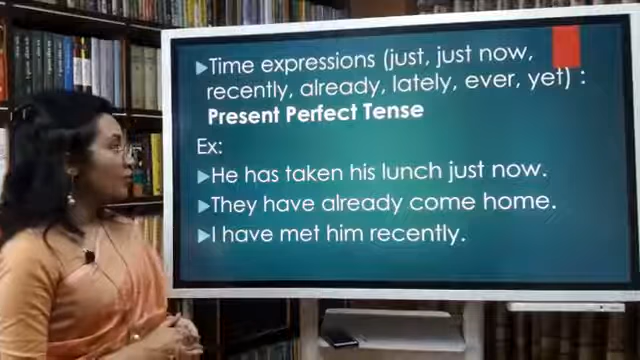 ▸Time expressions (just, just now,
recently, already, lately, ever, yet) :
Present Perfect Tense
Ex:
▸He has taken his lunch just now.
▸They have already come home.
▸I have met him recently.